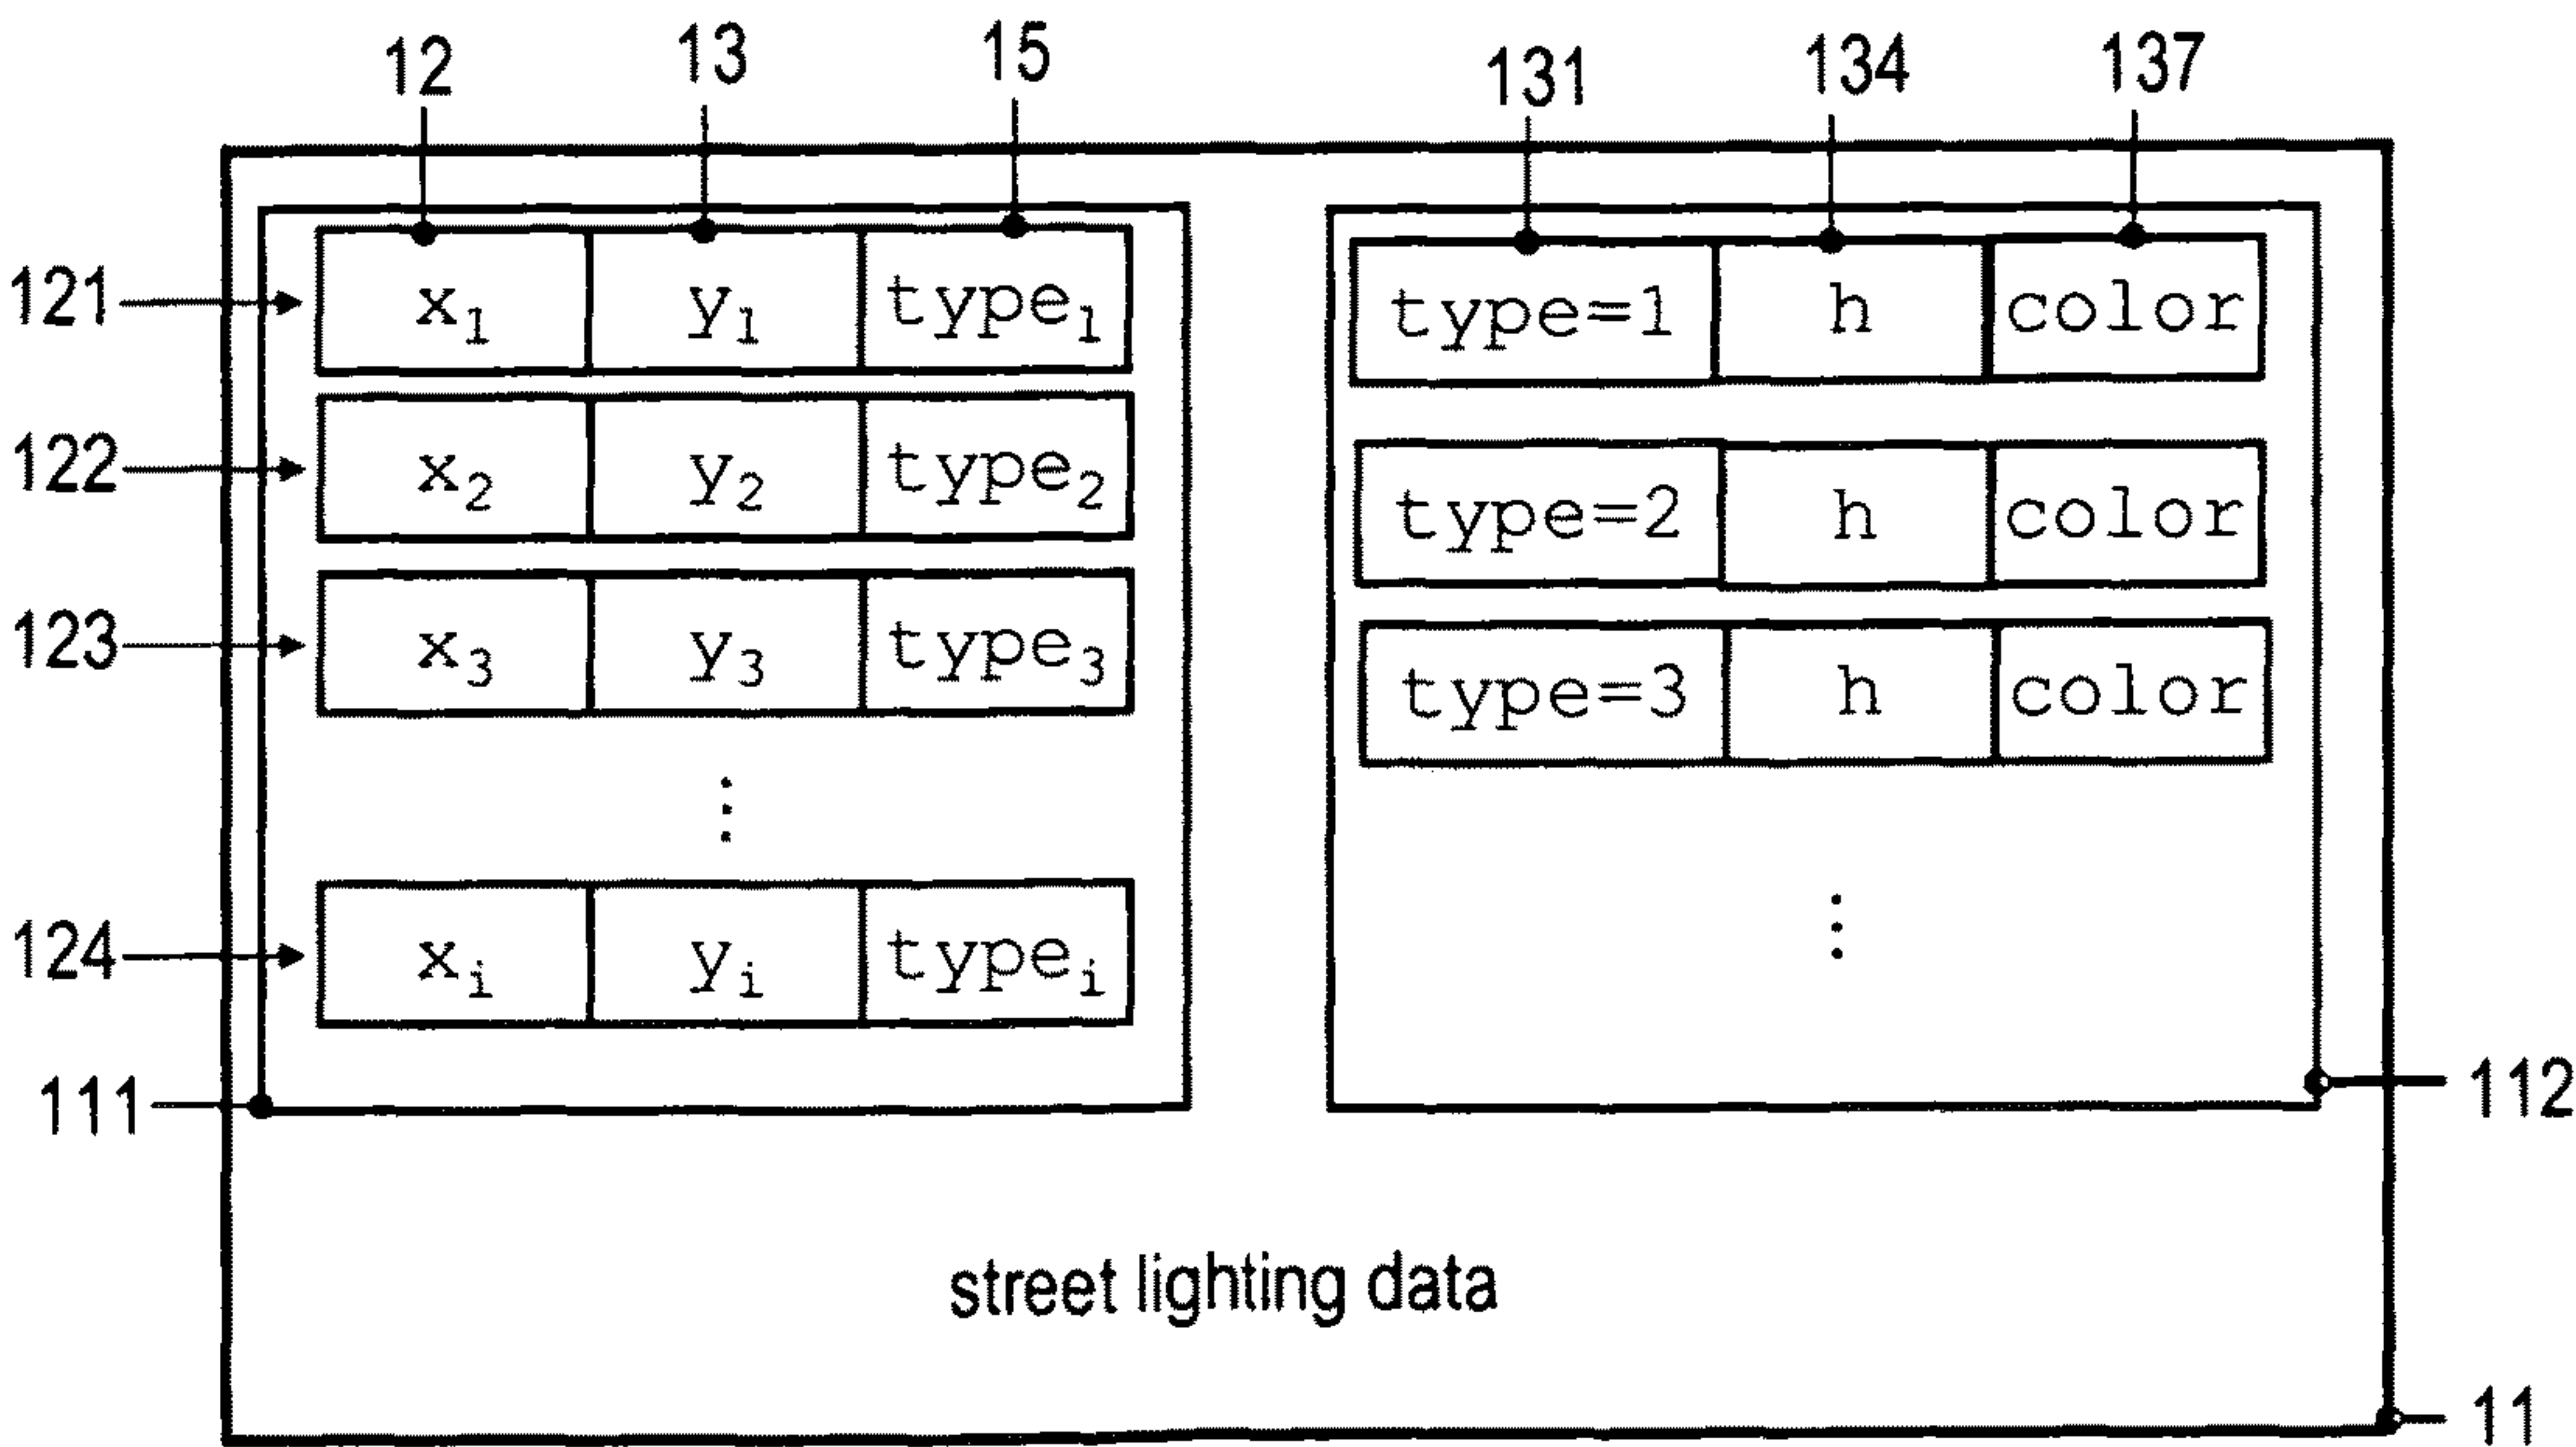 12 13 15 131 134 137
121 x₁ y₁ type₁ type=1 h color
122 x₂ y₂ type₂ type=2 h color
123 x₃ y₃ type₃ type=3 h color
⋮ ⋮
124 xᵢ yᵢ typeᵢ
111 112
street lighting data
11